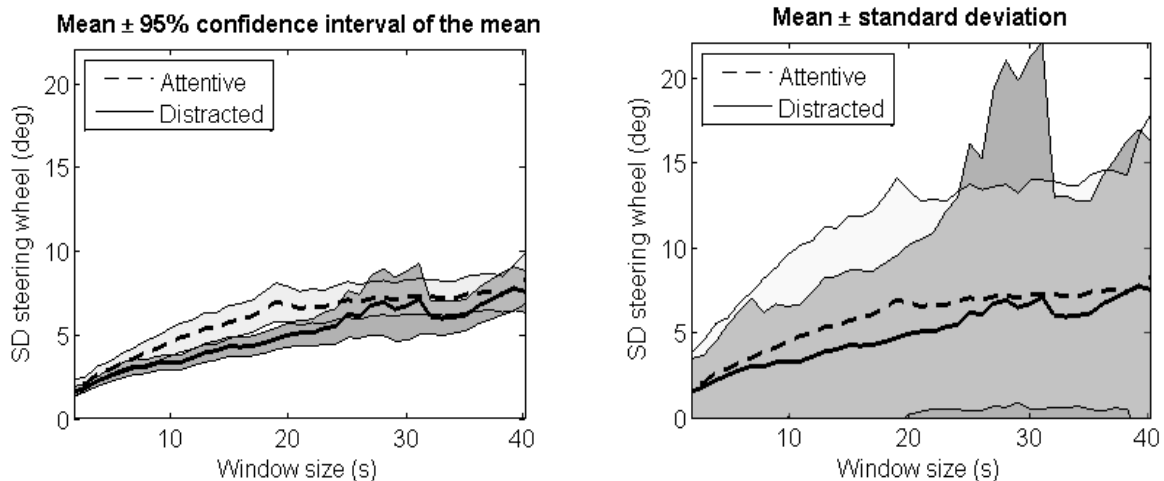 Mean ± 95% confidence interval of the mean
20
15
10
5
0
SD steering wheel (deg)
Attentive
Distracted
10
20
30
40
Window size (s)
Mean ± standard deviation
20
15
10
5
0
SD steering wheel (deg)
Attentive
Distracted
10
20
30
40
Window size (s)